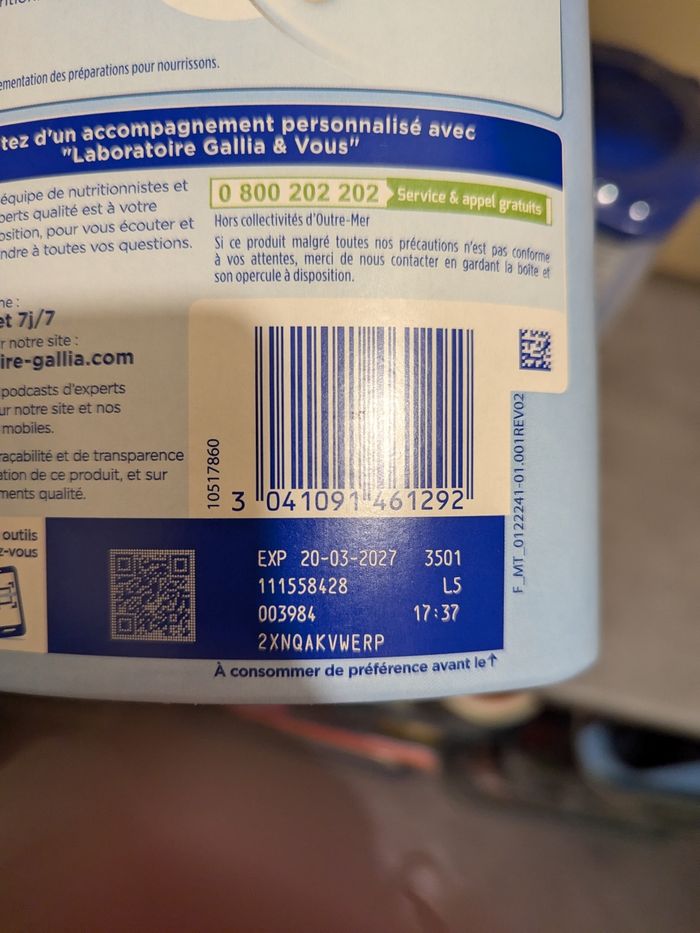 ementation des préparations pour nourrissons.
tez d'un accompagnement personnalisé avec
"Laboratoire Gallia & Vous"
équipe de nutritionnistes et
perts qualité est à votre
osition, pour vous écouter et
ndre à toutes vos questions.
0 800 202 202 Service & appel gratuits
Hors collectivités d'Outre-Mer
Si ce produit malgré toutes nos précautions n'est pas conforme
à vos attentes, merci de nous contacter en gardant la boîte et
son opercule à disposition.
ne :
et 7j/7
r notre site :
ire-gallia.com
podcasts d'experts
ur notre site et nos
mobiles.
raçabilité et de transparence
ation de ce produit, et sur
ments qualité.
outils
z-vous
10517860
3 041091 461292
F_MT_0122241-01.001REV02
EXP 20-03-2027 3501
111558428 L5
003984 17:37
2XNQAKVWERP
À consommer de préférence avant le↑